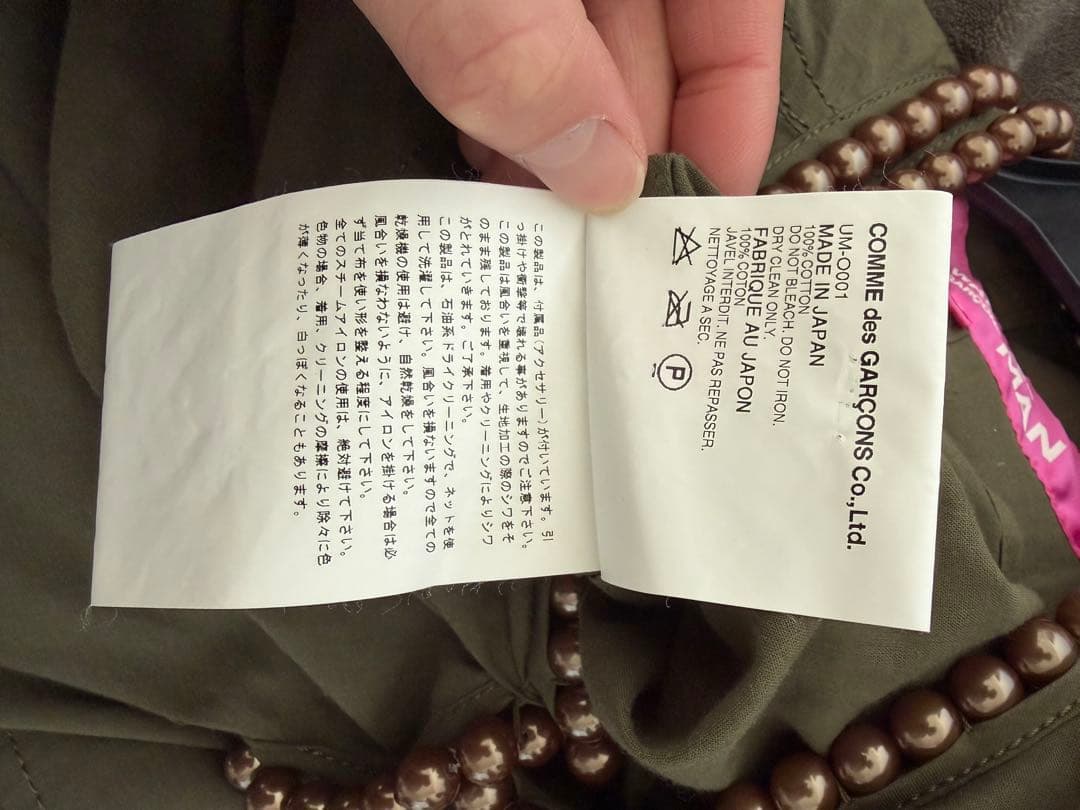 COMME des GARÇONS Co., Ltd.
UM-O001
MADE IN JAPAN
100% COTTON
DO NOT BLEACH. DO NOT IRON.
DRY CLEAN ONLY.
FABRIQUE AU JAPON
100% COTON
JAVEL INTERDIT. NE PAS REPASSER.
NETTOYAGE A SEC.
P
この製品は、付属品(アクセサリー)が付いています。引
っ掛けや衝撃等で壊れる事がありますのでご注意下さい。
この製品は風合いを重視して、生地加工の際のシワをそ
のまま残しております。着用やクリーニングによりシワ
がとれていきます。ご了承下さい。
この製品は、石油系ドライクリーニングで、ネットを使
用して洗濯して下さい。風合いを損ないますので全ての
乾燥機の使用は避け、自然乾燥をして下さい。
風合いを損なわないように、アイロンを掛ける場合は必
ず当て布を使い形を整える程度にして下さい。
全てのスチームアイロンの使用は、絶対避けて下さい。
色物の場合、着用、クリーニングの摩擦により除々に色
が薄くなったり、白っぽくなることもあります。
MAN